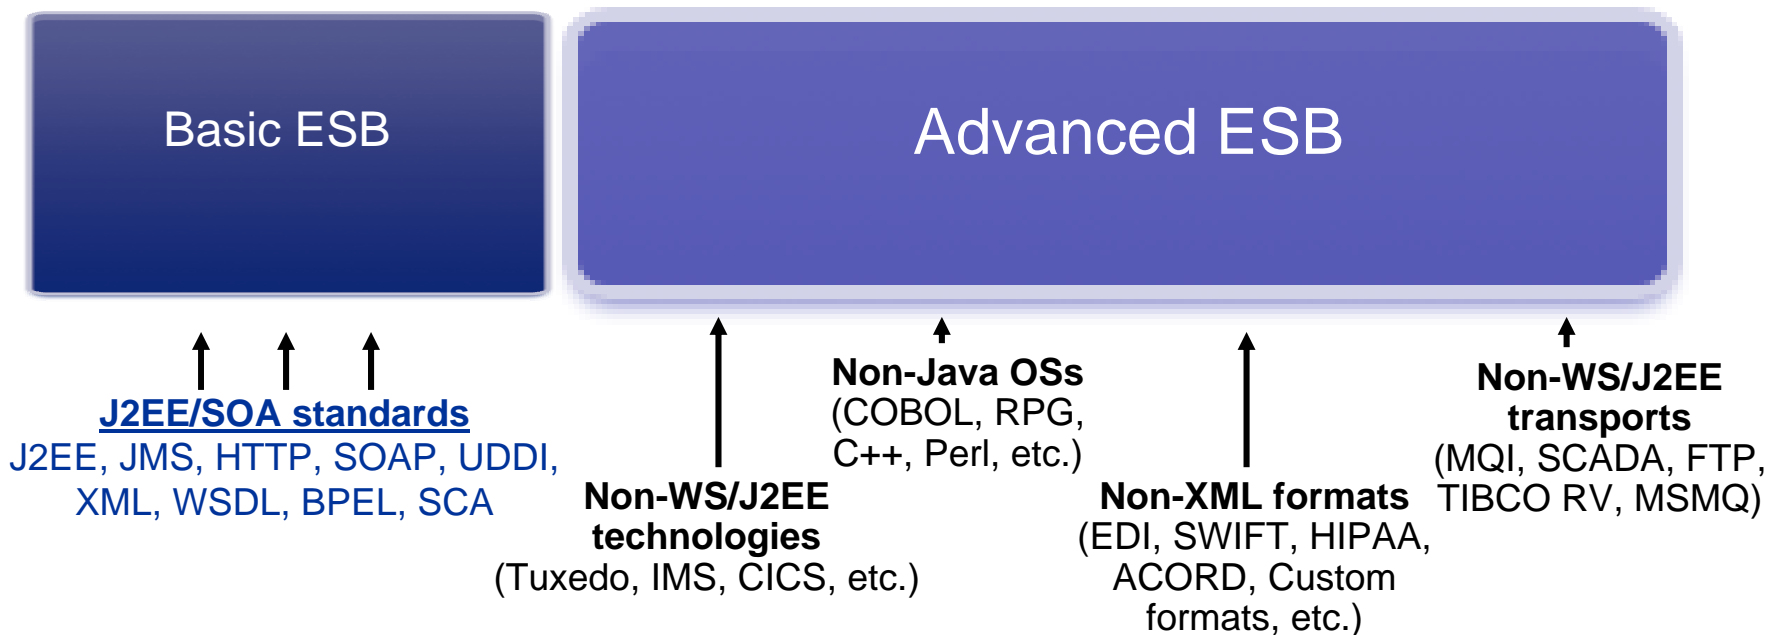 Basic ESB
Advanced ESB
J2EE/SOA standards
J2EE, JMS, HTTP, SOAP, UDDI,
XML, WSDL, BPEL, SCA
Non-WS/J2EE
technologies
(Tuxedo, IMS, CICS, etc.)
Non-Java OSs
(COBOL, RPG,
C++, Perl, etc.)
Non-XML formats
(EDI, SWIFT, HIPAA,
ACORD, Custom
formats, etc.)
Non-WS/J2EE
transports
(MQI, SCADA, FTP,
TIBCO RV, MSMQ)